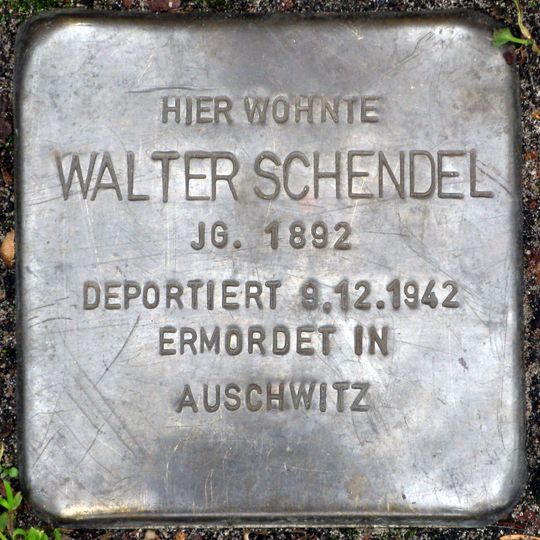 HIER WOHNTE
WALTER SCHENDEL
JG. 1892
DEPORTIERT 9.12.1942
ERMORDET IN
AUSCHWITZ